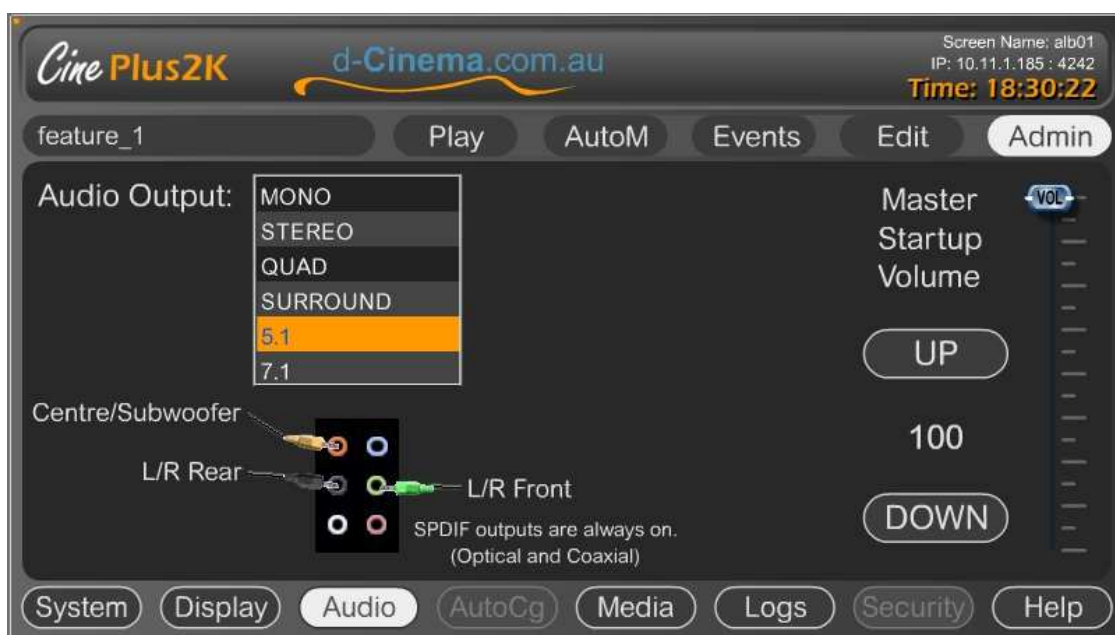 Cine Plus2K
d-Cinema.com.au
Screen Name: alb01
IP: 10.11.1.185 : 4242
Time: 18:30:22
feature_1
Play
AutoM
Events
Edit
Admin
Audio Output:
MONO
STEREO
QUAD
SURROUND
5.1
7.1
Master
Startup
Volume
VOL
UP
100
DOWN
Centre/Subwoofer
L/R Rear
L/R Front
SPDIF outputs are always on.
(Optical and Coaxial)
System
Display
Audio
AutoCg
Media
Logs
Security
Help